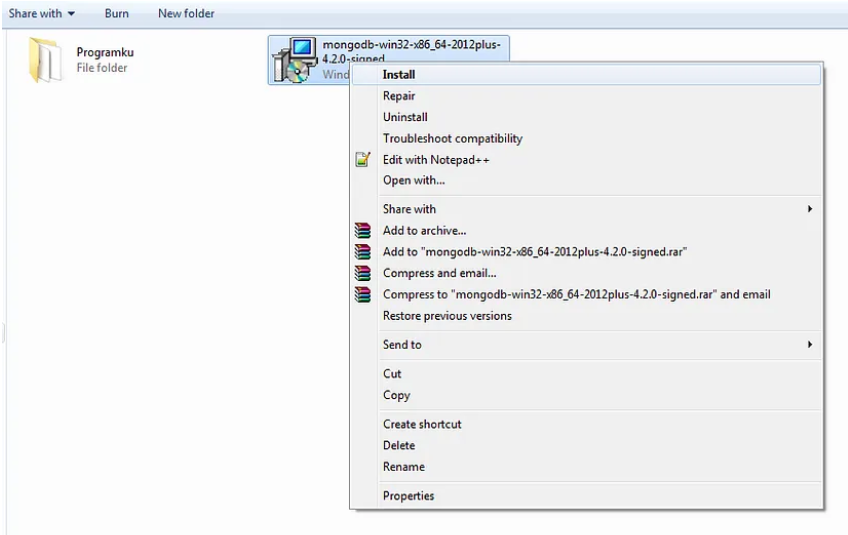 Share with Burn New folder
Programku
File folder
mongodb-win32-x86_64-2012plus-
4.2.0-signed
Wind
Install
Repair
Uninstall
Troubleshoot compatibility
Edit with Notepad++
Open with...
Share with
Add to archive...
Add to "mongodb-win32-x86_64-2012plus-4.2.0-signed.rar"
Compress and email...
Compress to "mongodb-win32-x86_64-2012plus-4.2.0-signed.rar" and email
Restore previous versions
Send to
Cut
Copy
Create shortcut
Delete
Rename
Properties